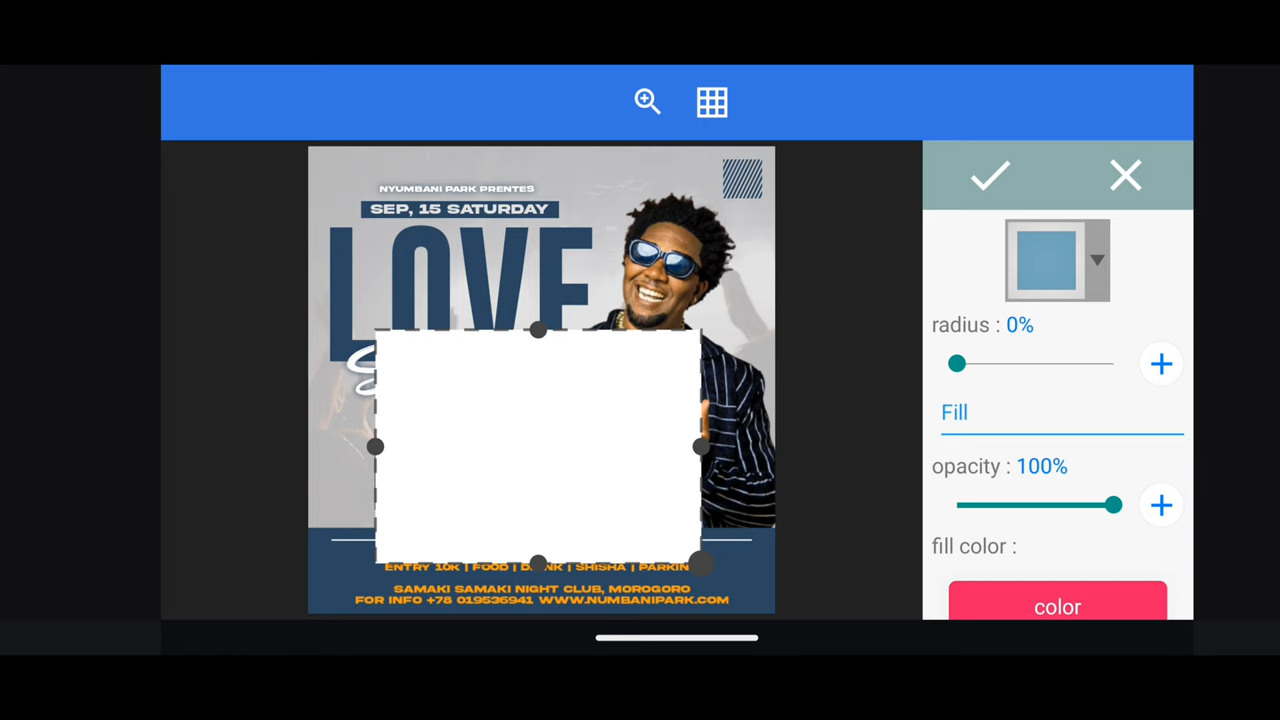 NYUMBANI PARK PRENTES
SEP, 15 SATURDAY
LOVE
ENTRY 10K | FOOD | DRINK | SHISHA | PARKIN
SAMAKI SAMAKI NIGHT CLUB, MOROGORO
FOR INFO +78 019536941 WWW.NUMBANIPARK.COM
radius : 0%
Fill
opacity : 100%
fill color :
color